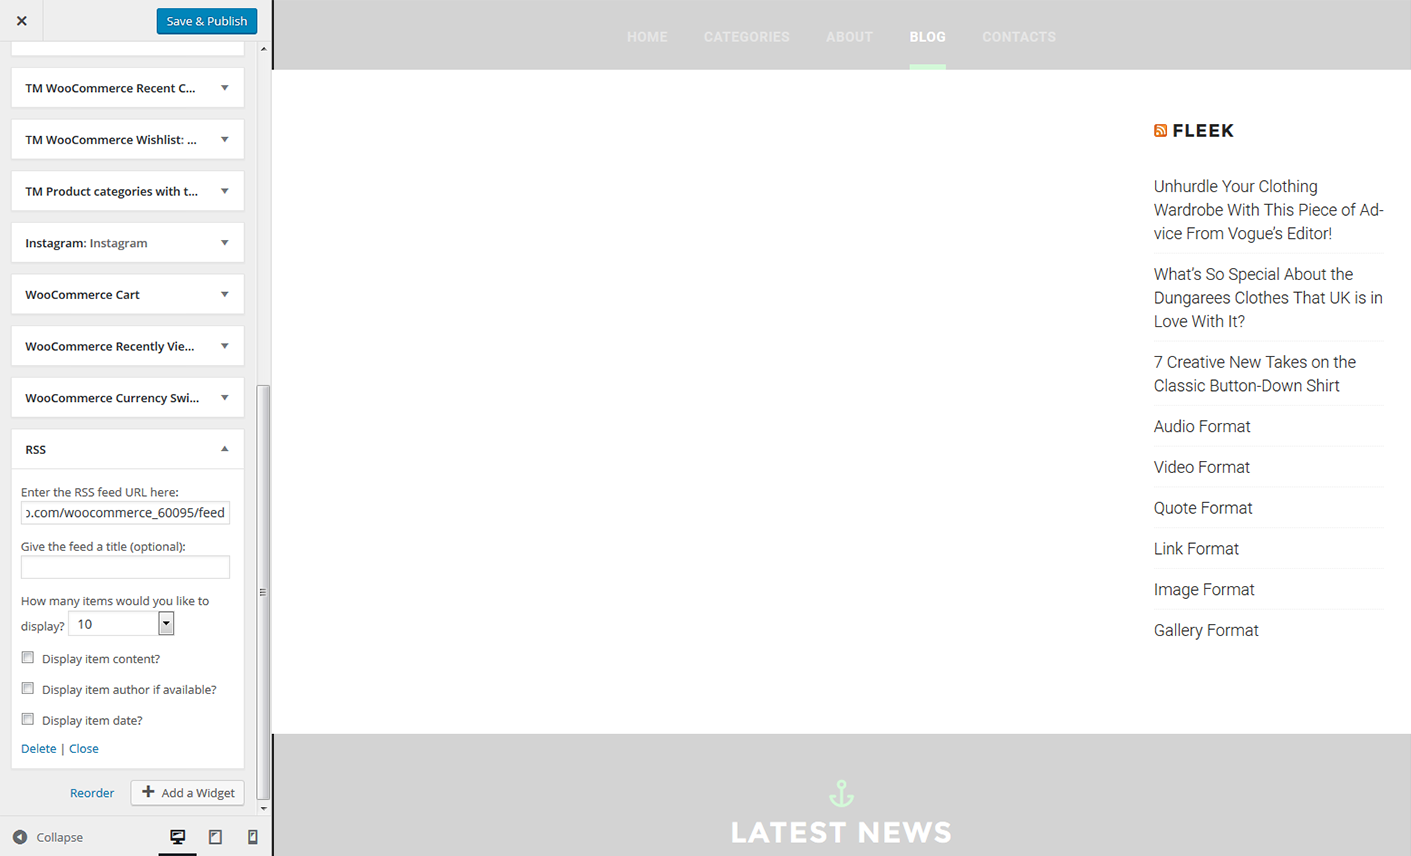 Save & Publish
TM WooCommerce Recent C...
TM WooCommerce Wishlist: ...
TM Product categories with t...
Instagram: Instagram
WooCommerce Cart
WooCommerce Recently Vie...
WooCommerce Currency Swi...
RSS
Enter the RSS feed URL here:
.com/woocommerce_60095/feed
Give the feed a title (optional):
How many items would you like to
display? 10
Display item content?
Display item author if available?
Display item date?
Delete | Close
Reorder
Add a Widget
Collapse
HOME CATEGORIES ABOUT BLOG CONTACTS
FLEEK
Unhurdle Your Clothing
Wardrobe With This Piece of Ad-
vice From Vogue’s Editor!
What’s So Special About the
Dungarees Clothes That UK is in
Love With It?
7 Creative New Takes on the
Classic Button-Down Shirt
Audio Format
Video Format
Quote Format
Link Format
Image Format
Gallery Format
LATEST NEWS